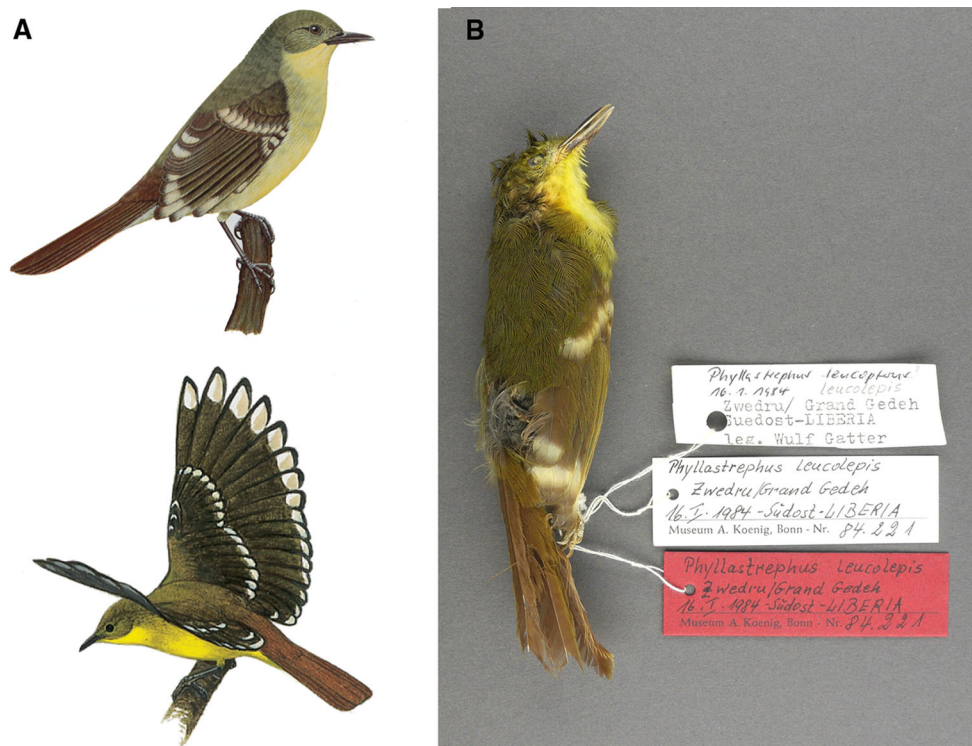 A
B
Phyllastrephus leucopterus
16. 1. 1984 leucolepis
Zwedru/ Grand Gedeh
Suedost-LIBERIA
leg. Wulf Gatter
Phyllastrephus leucolepis
Zwedru/Grand Gedeh
16. I. 1984 - Südost - LIBERIA
Museum A. Koenig, Bonn - Nr. 84.221
Phyllastrephus leucolepis
Zwedru/Grand Gedeh
16. I. 1984 - Südost - LIBERIA
Museum A. Koenig, Bonn - Nr. 84.221